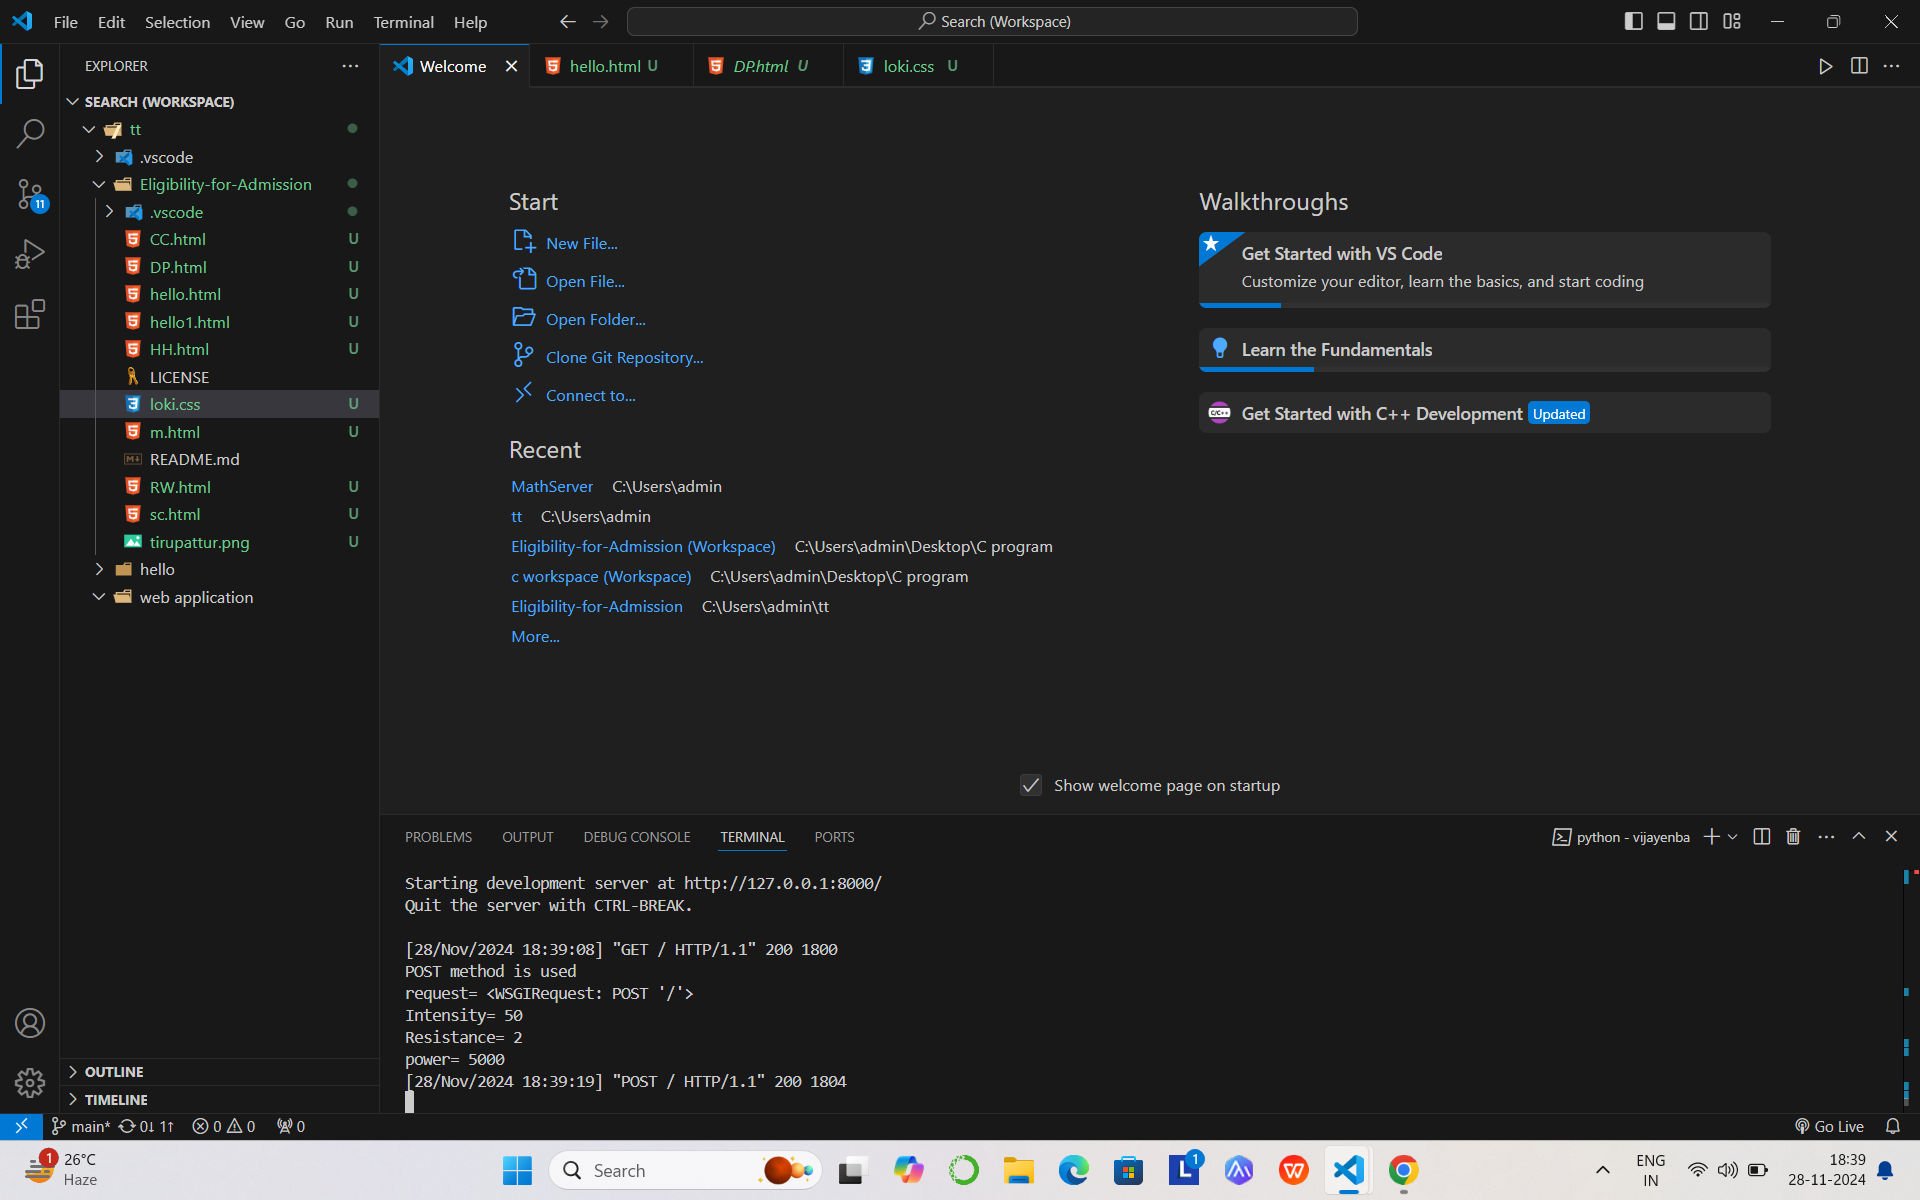 File Edit Selection View Go Run Terminal Help
Search (Workspace)
EXPLORER
Welcome
hello.html U
DP.html U
loki.css U
SEARCH (WORKSPACE)
tt
.vscode
Eligibility-for-Admission
.vscode
CC.html U
DP.html U
hello.html U
hello1.html U
HH.html U
LICENSE
loki.css U
m.html U
README.md
RW.html U
sc.html U
tirupattur.png U
hello
web application
OUTLINE
TIMELINE
11
Start
New File...
Open File...
Open Folder...
Clone Git Repository...
Connect to...
Recent
MathServer C:\Users\admin
tt C:\Users\admin
Eligibility-for-Admission (Workspace) C:\Users\admin\Desktop\C program
c workspace (Workspace) C:\Users\admin\Desktop\C program
Eligibility-for-Admission C:\Users\admin\tt
More...
Walkthroughs
Get Started with VS Code
Customize your editor, learn the basics, and start coding
Learn the Fundamentals
C/C++ Get Started with C++ Development Updated
Show welcome page on startup
PROBLEMS OUTPUT DEBUG CONSOLE TERMINAL PORTS
python - vijayenba
Starting development server at http://127.0.0.1:8000/
Quit the server with CTRL-BREAK.
[28/Nov/2024 18:39:08] "GET / HTTP/1.1" 200 1800
POST method is used
request= <WSGIRequest: POST '/'>
Intensity= 50
Resistance= 2
power= 5000
[28/Nov/2024 18:39:19] "POST / HTTP/1.1" 200 1804
main* 0↓ 1↑ 0 0 0
Go Live
1
26°C
Haze
Search
L 1
ENG
IN
18:39
28-11-2024